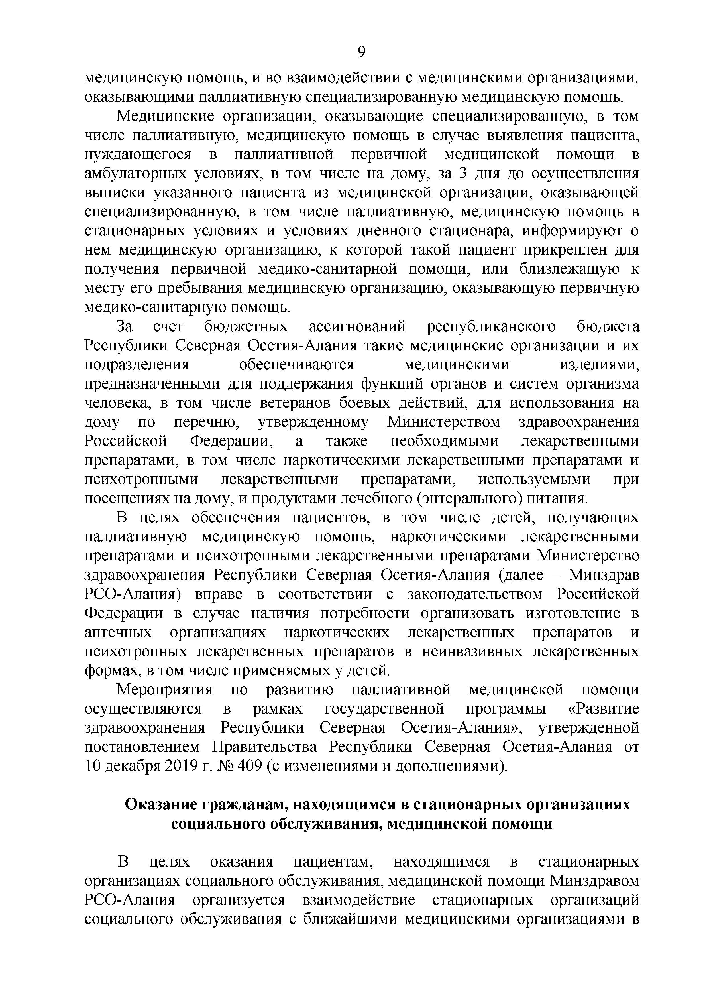 9
медицинскую помощь, и во взаимодействии с медицинскими организациями,
оказывающими паллиативную специализированную медицинскую помощь.
Медицинские организации, оказывающие специализированную, в том
числе паллиативную, медицинскую помощь в случае выявления пациента,
нуждающегося в паллиативной первичной медицинской помощи в
амбулаторных условиях, в том числе на дому, за 3 дня до осуществления
выписки указанного пациента из медицинской организации, оказывающей
специализированную, в том числе паллиативную, медицинскую помощь в
стационарных условиях и условиях дневного стационара, информируют о
нем медицинскую организацию, к которой такой пациент прикреплен для
получения первичной медико-санитарной помощи, или близлежащую к
месту его пребывания медицинскую организацию, оказывающую первичную
медико-санитарную помощь.
За счет бюджетных ассигнований республиканского бюджета
Республики Северная Осетия-Алания такие медицинские организации и их
подразделения обеспечиваются медицинскими изделиями,
предназначенными для поддержания функций органов и систем организма
человека, в том числе ветеранов боевых действий, для использования на
дому по перечню, утвержденному Министерством здравоохранения
Российской Федерации, а также необходимыми лекарственными
препаратами, в том числе наркотическими лекарственными препаратами и
психотропными лекарственными препаратами, используемыми при
посещениях на дому, и продуктами лечебного (энтерального) питания.
В целях обеспечения пациентов, в том числе детей, получающих
паллиативную медицинскую помощь, наркотическими лекарственными
препаратами и психотропными лекарственными препаратами Министерство
здравоохранения Республики Северная Осетия-Алания (далее – Минздрав
РСО-Алания) вправе в соответствии с законодательством Российской
Федерации в случае наличия потребности организовать изготовление в
аптечных организациях наркотических лекарственных препаратов и
психотропных лекарственных препаратов в неинвазивных лекарственных
формах, в том числе применяемых у детей.
Мероприятия по развитию паллиативной медицинской помощи
осуществляются в рамках государственной программы «Развитие
здравоохранения Республики Северная Осетия-Алания», утвержденной
постановлением Правительства Республики Северная Осетия-Алания от
10 декабря 2019 г. № 409 (с изменениями и дополнениями).
Оказание гражданам, находящимся в стационарных организациях
социального обслуживания, медицинской помощи
В целях оказания пациентам, находящимся в стационарных
организациях социального обслуживания, медицинской помощи Минздравом
РСО-Алания организуется взаимодействие стационарных организаций
социального обслуживания с ближайшими медицинскими организациями в